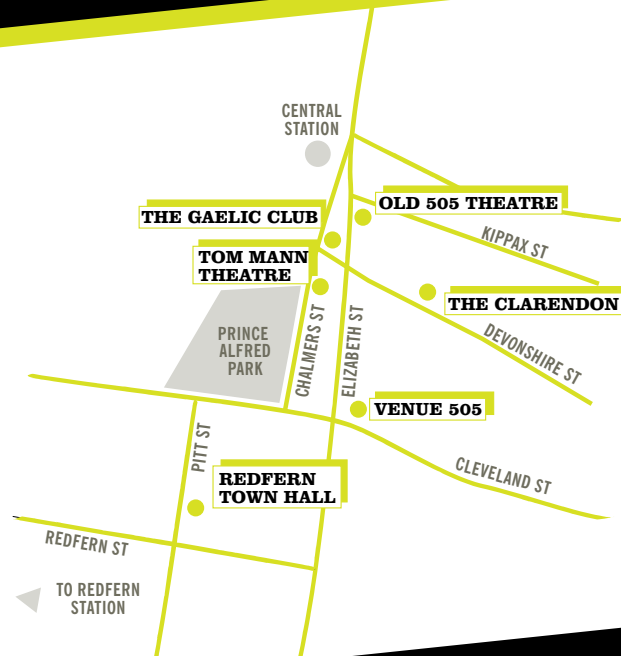 CENTRAL
STATION
OLD 505 THEATRE
THE GAELIC CLUB
KIPPAX ST
TOM MANN
THEATRE
THE CLARENDON
PRINCE
ALFRED
PARK
CHALMERS ST
ELIZABETH ST
DEVONSHIRE ST
VENUE 505
PITT ST
CLEVELAND ST
REDFERN
TOWN HALL
REDFERN ST
TO REDFERN
STATION